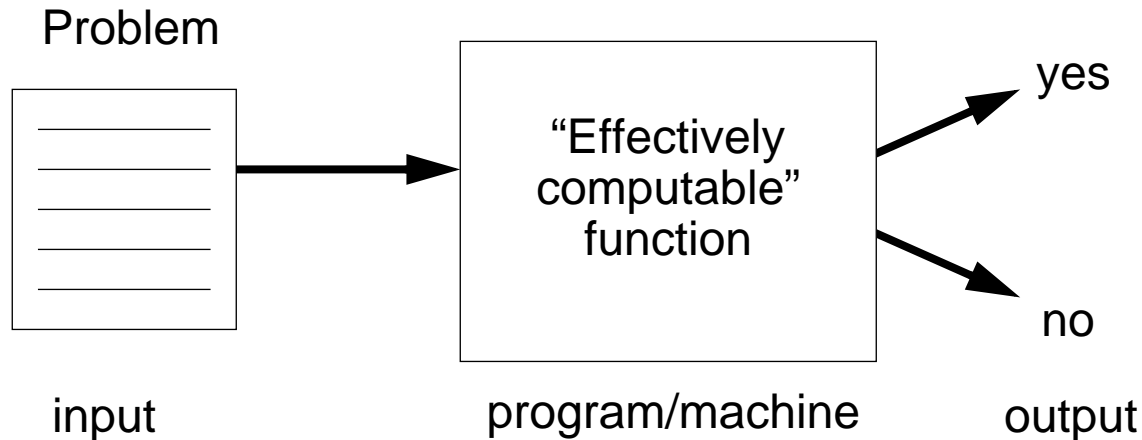 Problem
“Effectively
computable”
function
yes
no
input
program/machine
output